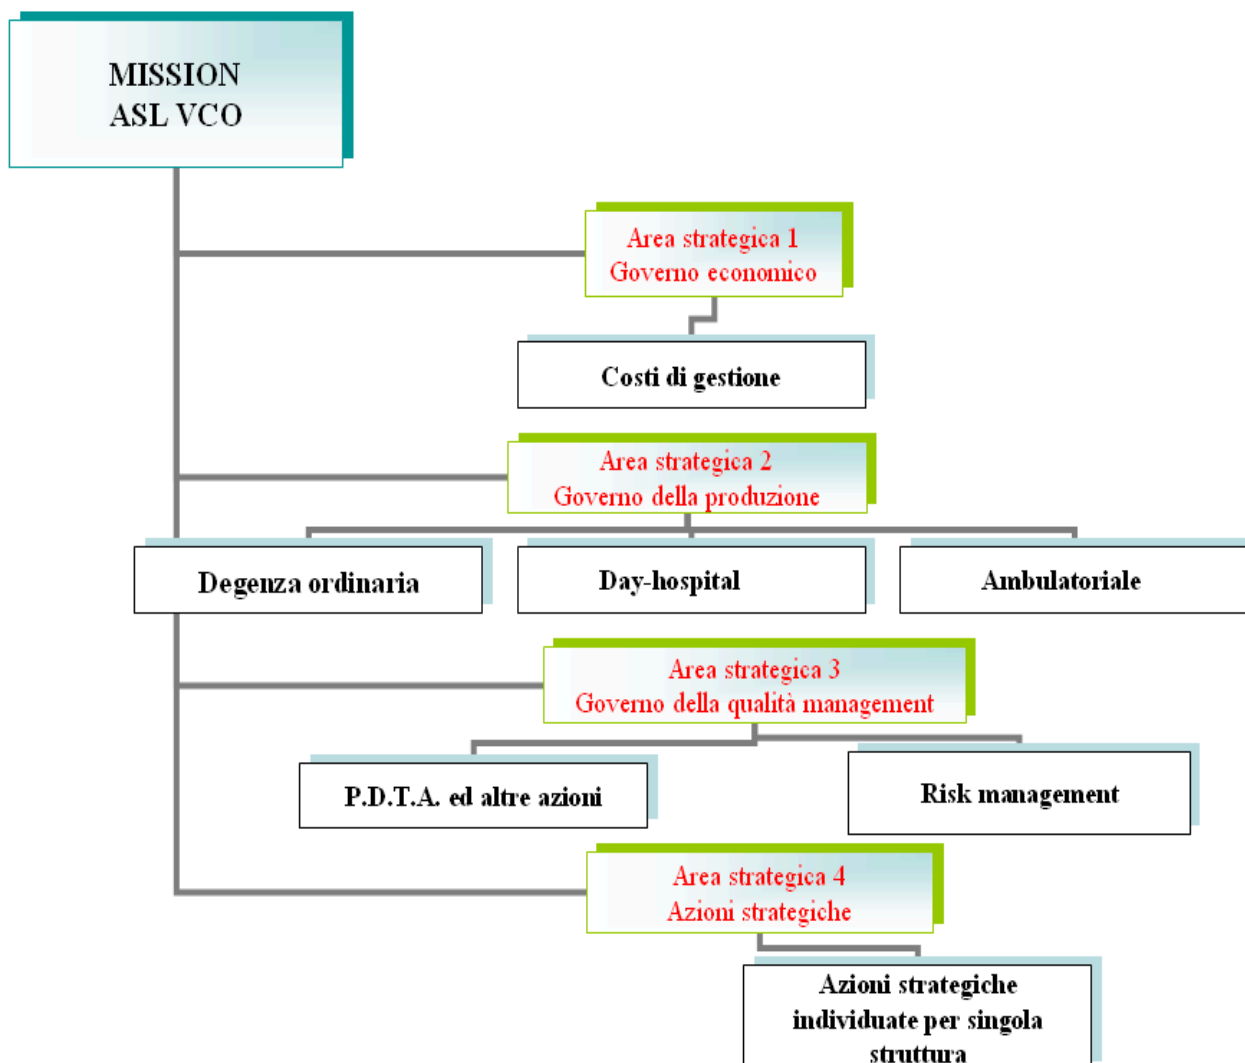 MISSION
ASL VCO
Area strategica 1
Governo economico
Costi di gestione
Area strategica 2
Governo della produzione
Degenza ordinaria
Day-hospital
Ambulatoriale
Area strategica 3
Governo della qualità management
P.D.T.A. ed altre azioni
Risk management
Area strategica 4
Azioni strategiche
Azioni strategiche
individuate per singola
struttura